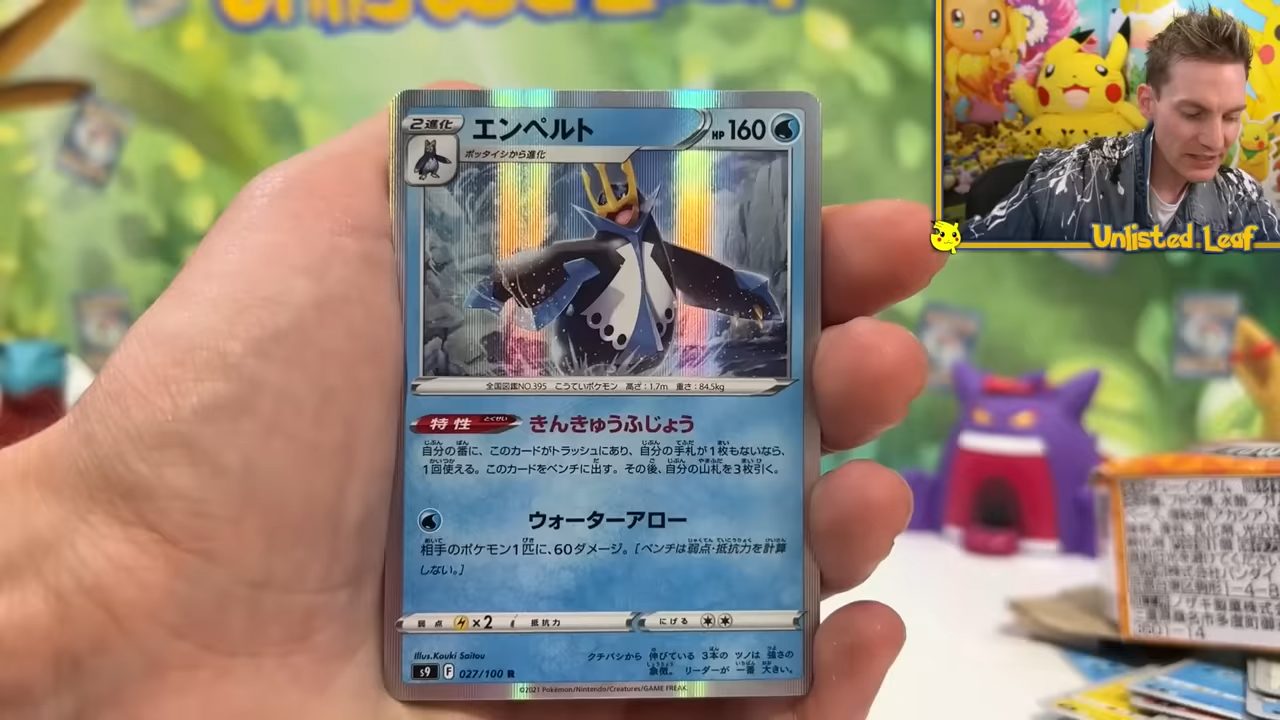 Unlisted Leaf
2進化
エンペルト
HP 160
ポッタイシから進化
全国図鑑NO.395 こうていポケモン 高さ:1.7m 重さ:84.5kg
特性 とくせい
きんきゅうふじょう
自分の番に、このカードがトラッシュにあり、自分の手札が1枚もないなら、
1回使える。このカードをベンチに出す。その後、自分の山札を3枚引く。
ウォーターアロー
相手のポケモン1匹に、60ダメージ。[ベンチは弱点・抵抗力を計算
しない。]
弱点 ×2 抵抗力 にげる
Illus.Kouki Saitou
クチバシから 伸びている 3本の ツノは 強さの
象徴。 リーダーが 一番 大きい。
s9 F 027/100 R
©2021 Pokémon/Nintendo/Creatures/GAME FREAK.